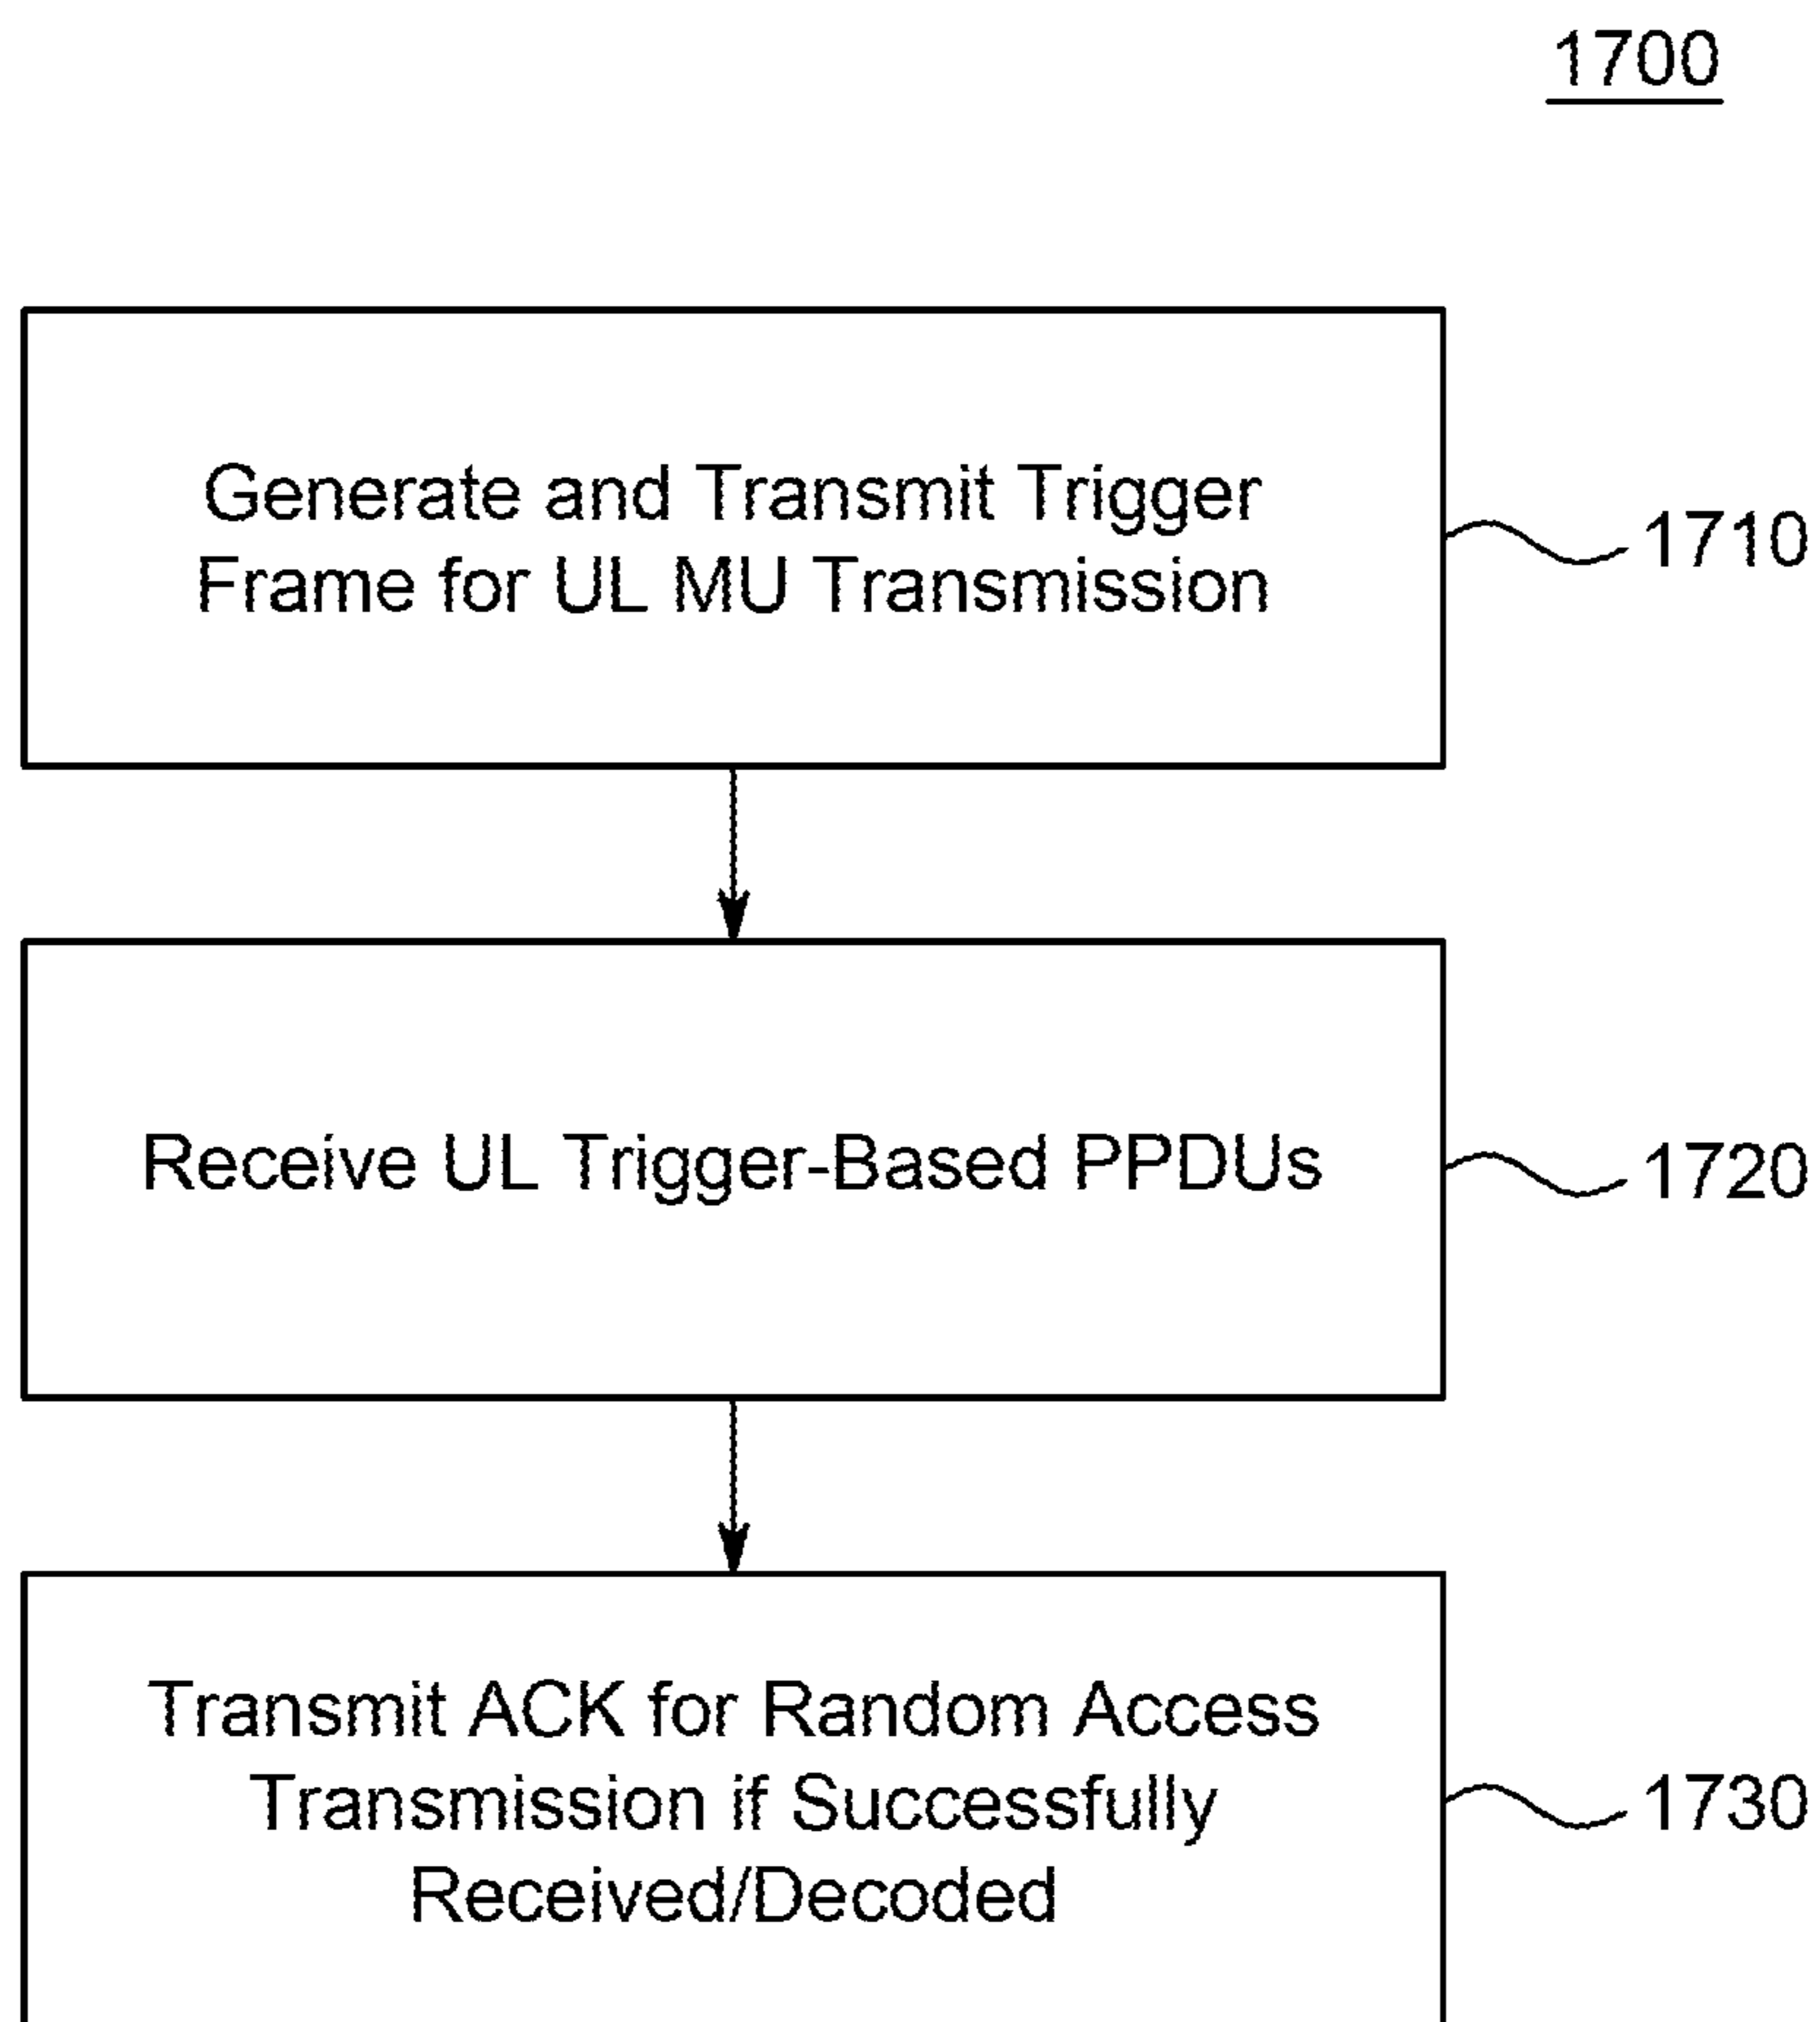 1700
Generate and Transmit Trigger
Frame for UL MU Transmission
1710
Receive UL Trigger-Based PPDUs
1720
Transmit ACK for Random Access
Transmission if Successfully
Received/Decoded
1730